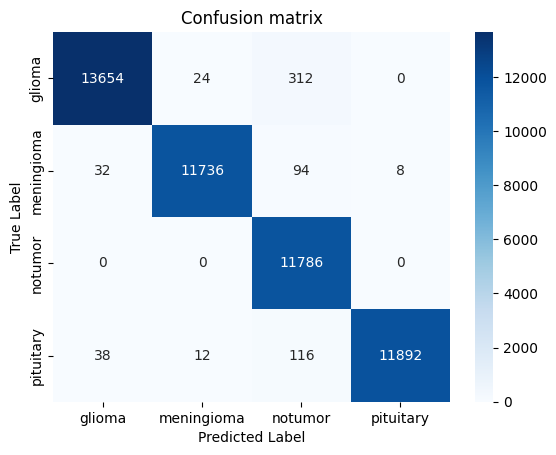 Confusion matrix
True Label
glioma
13654 24 312 0
meningioma
32 11736 94 8
notumor
0 0 11786 0
pituitary
38 12 116 11892
glioma meningioma notumor pituitary
Predicted Label
12000
10000
8000
6000
4000
2000
0